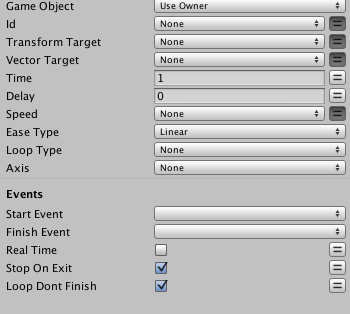 Game Object Use Owner
Id None
Transform Target None
Vector Target None
Time 1
Delay 0
Speed None
Ease Type Linear
Loop Type None
Axis None
Events
Start Event
Finish Event
Real Time
Stop On Exit
Loop Dont Finish